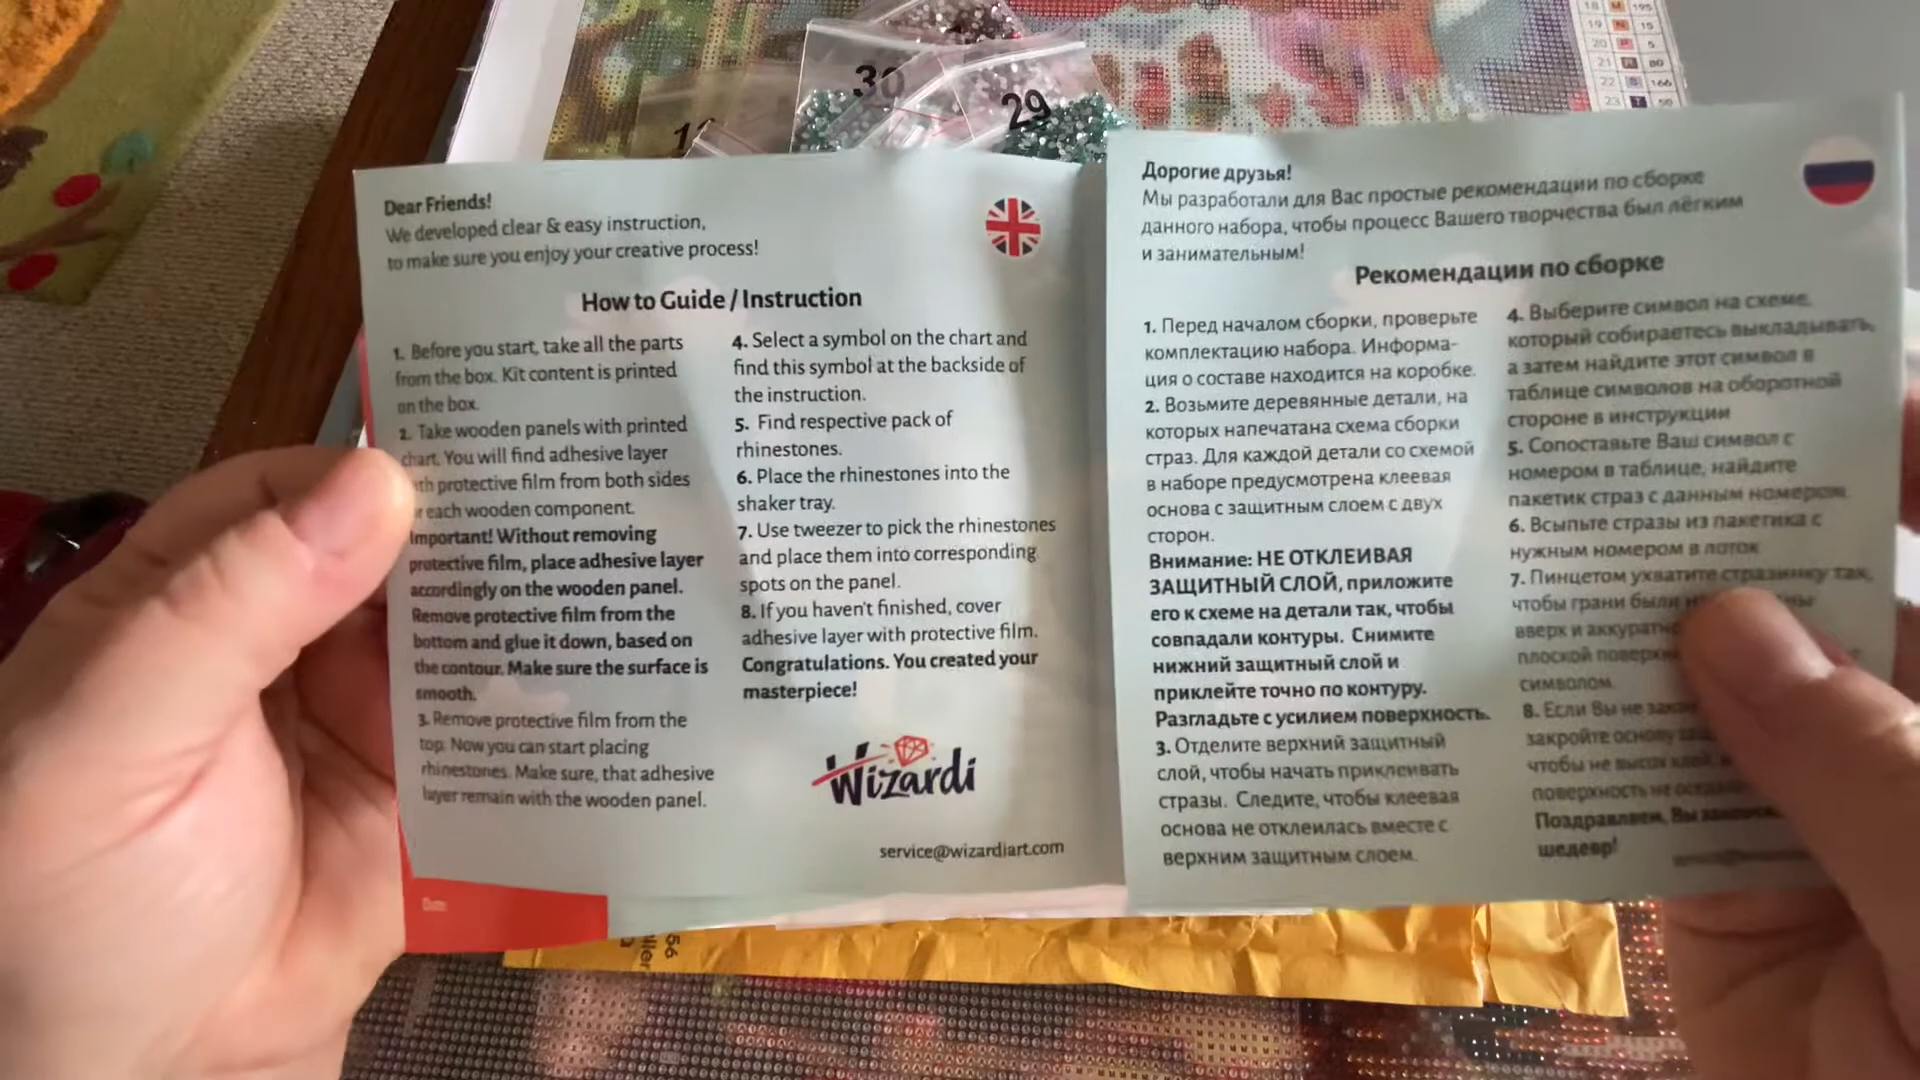 18 M 195
19 N 15
20 P 5
21 R 80
22 S 166
23 T 50
30
29
Dear Friends!
We developed clear & easy instruction,
to make sure you enjoy your creative process!
How to Guide / Instruction
1. Before you start, take all the parts
from the box. Kit content is printed
on the box.
2. Take wooden panels with printed
chart. You will find adhesive layer
protective film from both sides
each wooden component.
Important! Without removing
protective film, place adhesive layer
accordingly on the wooden panel.
Remove protective film from the
bottom and glue it down, based on
the contour. Make sure the surface is
smooth.
3. Remove protective film from the
top. Now you can start placing
rhinestones. Make sure, that adhesive
layer remain with the wooden panel.
4. Select a symbol on the chart and
find this symbol at the backside of
the instruction.
5. Find respective pack of
rhinestones.
6. Place the rhinestones into the
shaker tray.
7. Use tweezer to pick the rhinestones
and place them into corresponding
spots on the panel.
8. If you haven't finished, cover
adhesive layer with protective film.
Congratulations. You created your
masterpiece!
Wizardi
service@wizardiart.com
Дорогие друзья!
Мы разработали для Вас простые рекомендации по сборке
данного набора, чтобы процесс Вашего творчества был лёгким
и занимательным!
Рекомендации по сборке
1. Перед началом сборки, проверьте
комплектацию набора. Информа-
ция о составе находится на коробке.
2. Возьмите деревянные детали, на
которых напечатана схема сборки
страз. Для каждой детали со схемой
в наборе предусмотрена клеевая
основа с защитным слоем с двух
сторон.
Внимание: НЕ ОТКЛЕИВАЯ
ЗАЩИТНЫЙ СЛОЙ, приложите
его к схеме на детали так, чтобы
совпадали контуры. Снимите
нижний защитный слой и
приклейте точно по контуру.
Разгладьте с усилием поверхность.
3. Отделите верхний защитный
слой, чтобы начать приклеивать
стразы. Следите, чтобы клеевая
основа не отклеилась вместе с
верхним защитным слоем.
4. Выберите символ на схеме,
который собираетесь выкладывать,
а затем найдите этот символ в
таблице символов на оборотной
стороне в инструкции
5. Сопоставьте Ваш символ с
номером в таблице, найдите
пакетик страз с данным номером.
6. Всыпьте стразы из пакетика с
нужным номером в лоток
7. Пинцетом ухватите стразинку так,
чтобы грани были
вверх и
плоской
символом.
8. Если Вы не
закройте основу
чтобы не высох клей,
поверхность не
Поздравляем, Вы
шедевр!
Date
56